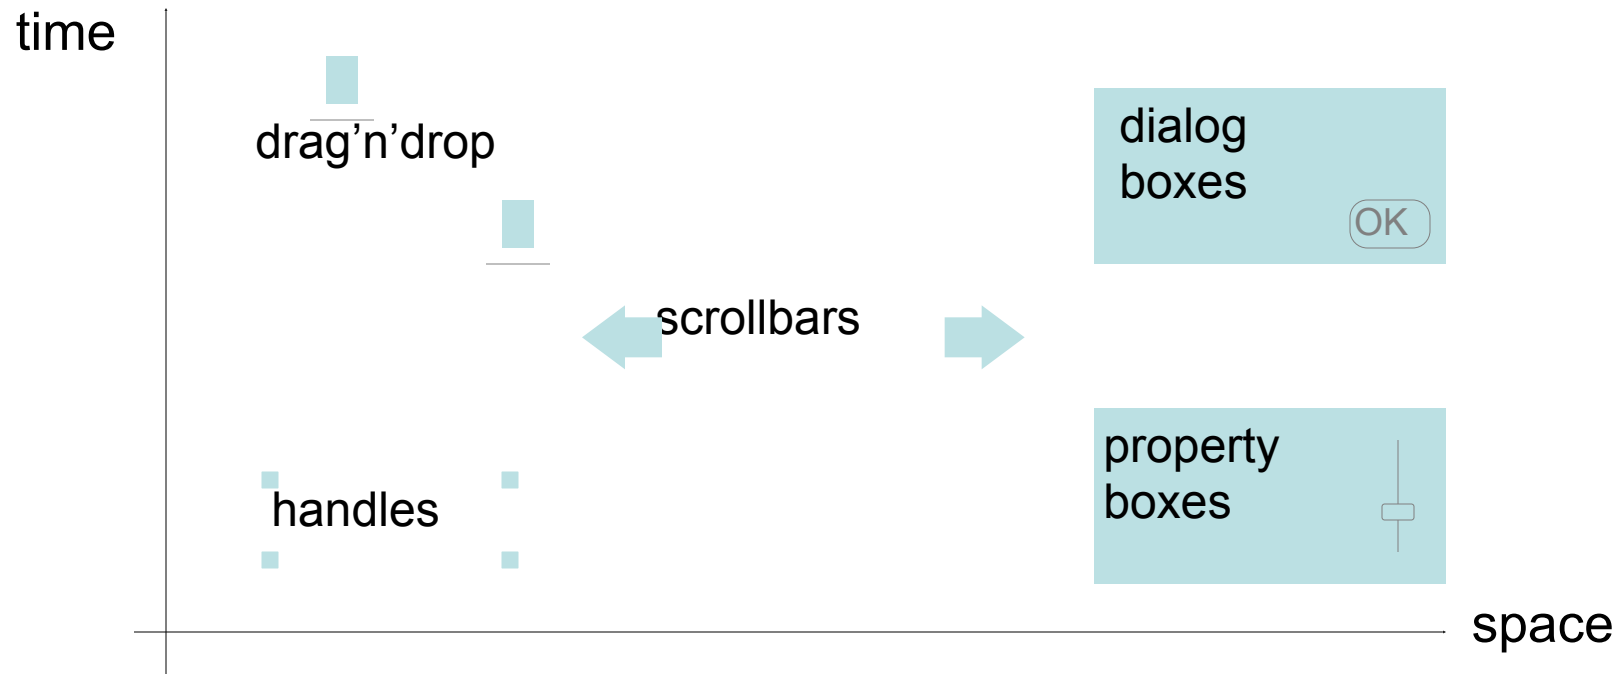 time
drag’n’drop
dialog
boxes
OK
scrollbars
property
boxes
handles
space